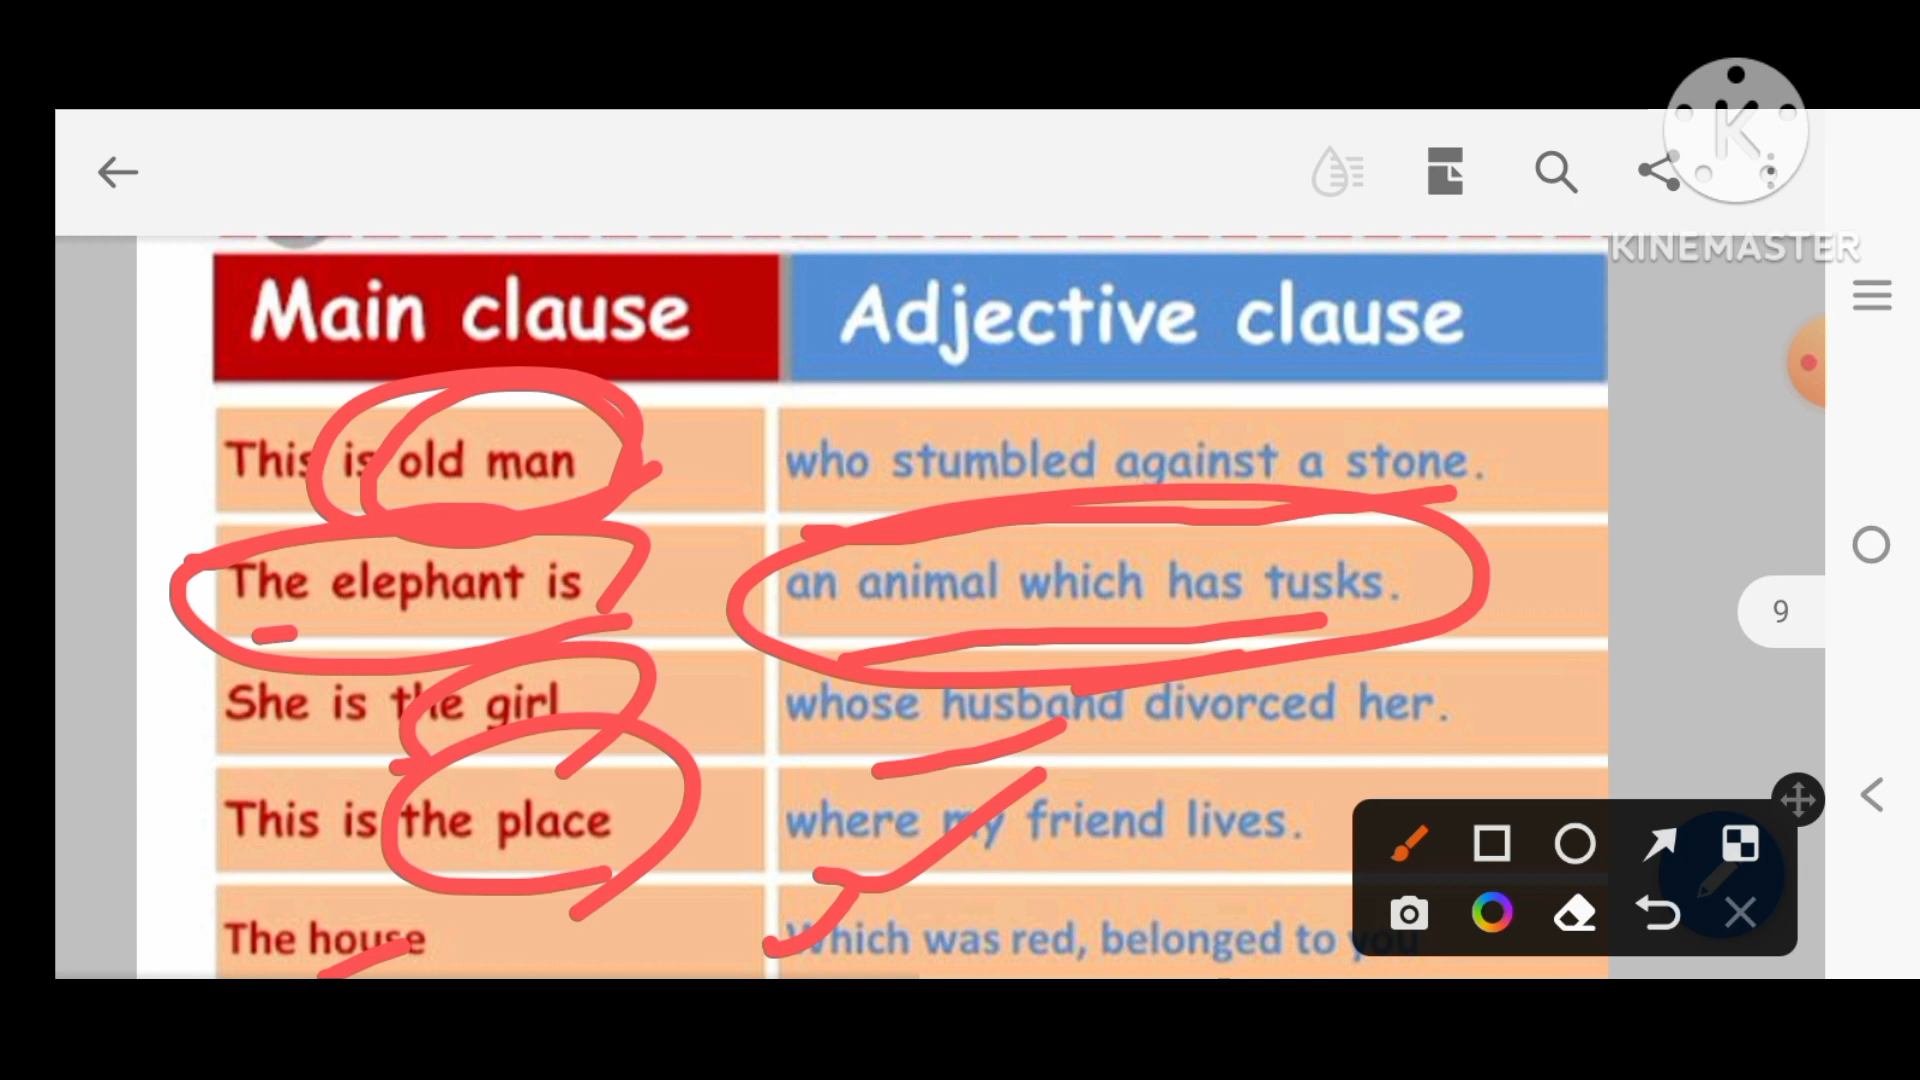 K
KINEMASTER
Main clause Adjective clause
This is old man who stumbled against a stone.
The elephant is an animal which has tusks.
9
She is the girl whose husband divorced her.
This is the place where my friend lives.
The house Which was red, belonged to you